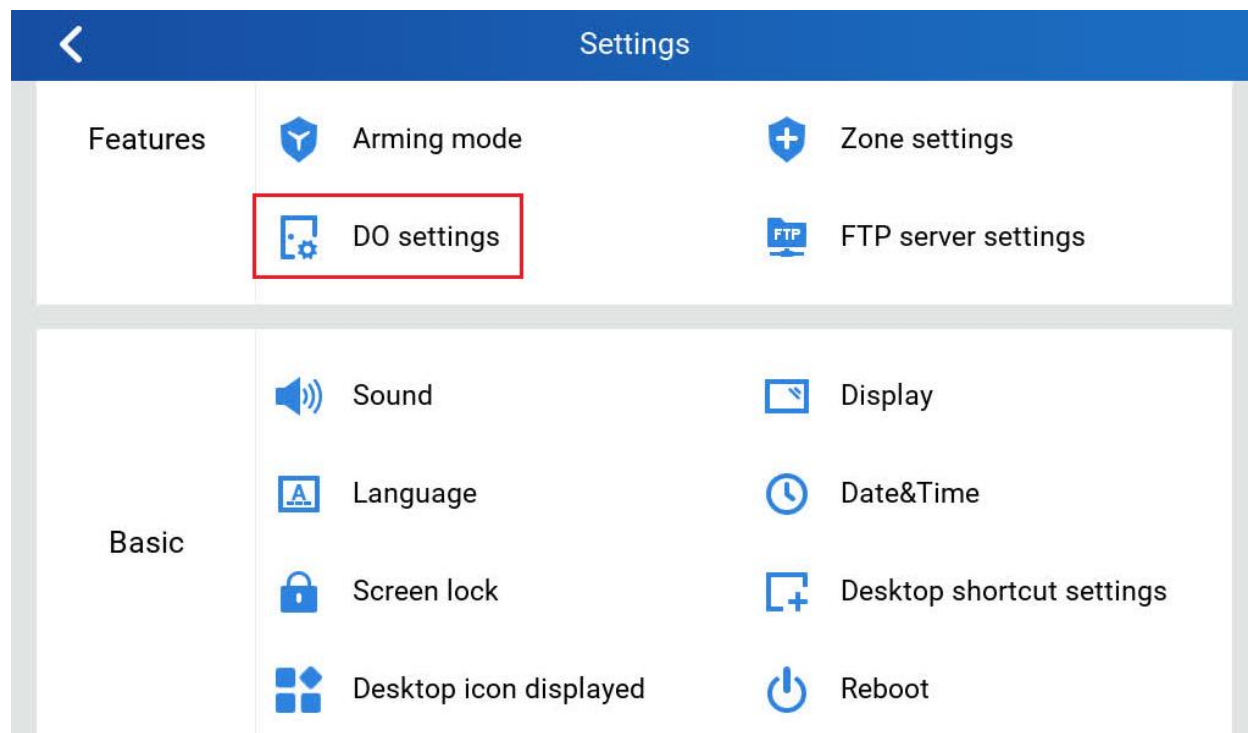 Settings
Features
Arming mode
Zone settings
DO settings
FTP
FTP server settings
Basic
Sound
Display
A
Language
Date&Time
Screen lock
Desktop shortcut settings
Desktop icon displayed
Reboot